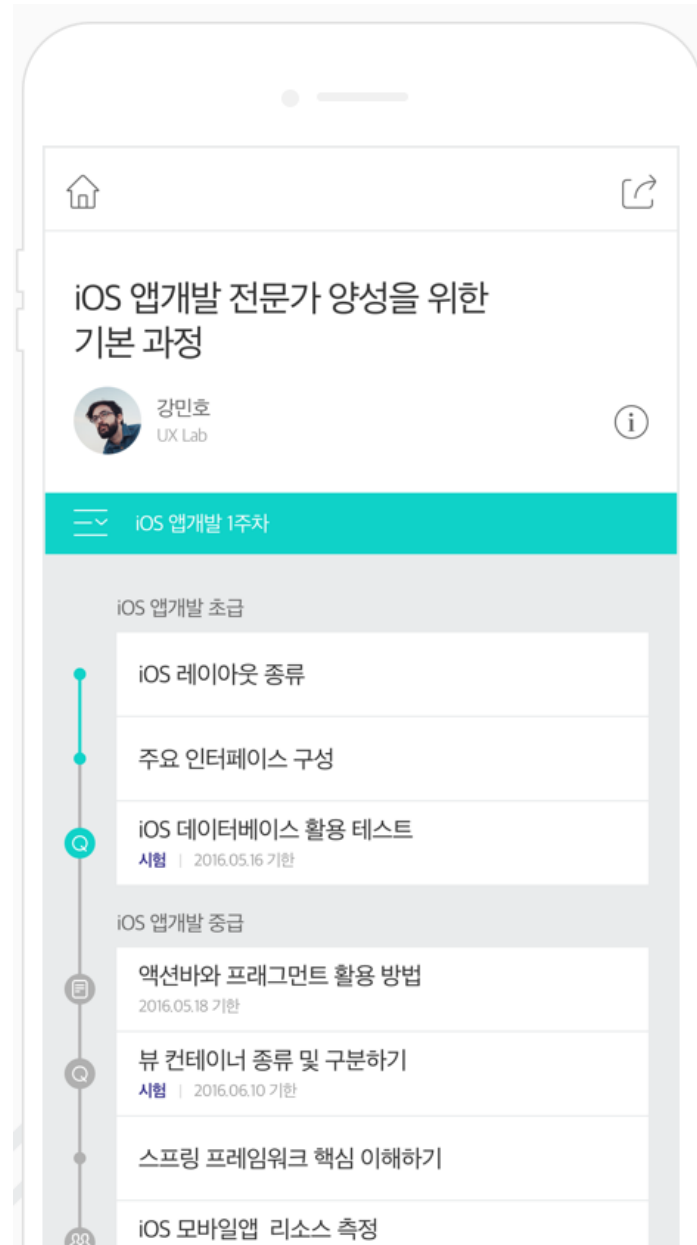 iOS 앱개발 전문가 양성을 위한
기본 과정
강민호
UX Lab
iOS 앱개발 1주차
iOS 앱개발 초급
iOS 레이아웃 종류
주요 인터페이스 구성
iOS 데이터베이스 활용 테스트
시험 | 2016.05.16 기한
iOS 앱개발 중급
액션바와 프래그먼트 활용 방법
2016.05.18 기한
뷰 컨테이너 종류 및 구분하기
시험 | 2016.06.10 기한
스프링 프레임워크 핵심 이해하기
iOS 모바일앱 리소스 측정